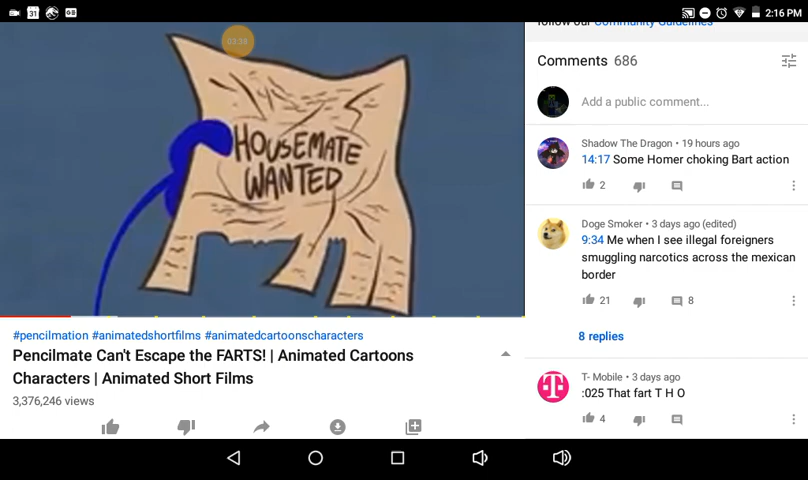 31
2:16 PM
03:38
HOUSEMATE
WANTED
#pencilmation #animatedshortfilms #animatedcartoonscharacters
Pencilmate Can't Escape the FARTS! | Animated Cartoons
Characters | Animated Short Films
3,376,246 views
follow our Community Guidelines
Comments 686
Add a public comment...
Shadow The Dragon • 19 hours ago
14:17 Some Homer choking Bart action
2
Doge Smoker • 3 days ago (edited)
9:34 Me when I see illegal foreigners
smuggling narcotics across the mexican
border
21 8
8 replies
T- Mobile • 3 days ago
:025 That fart T H O
4